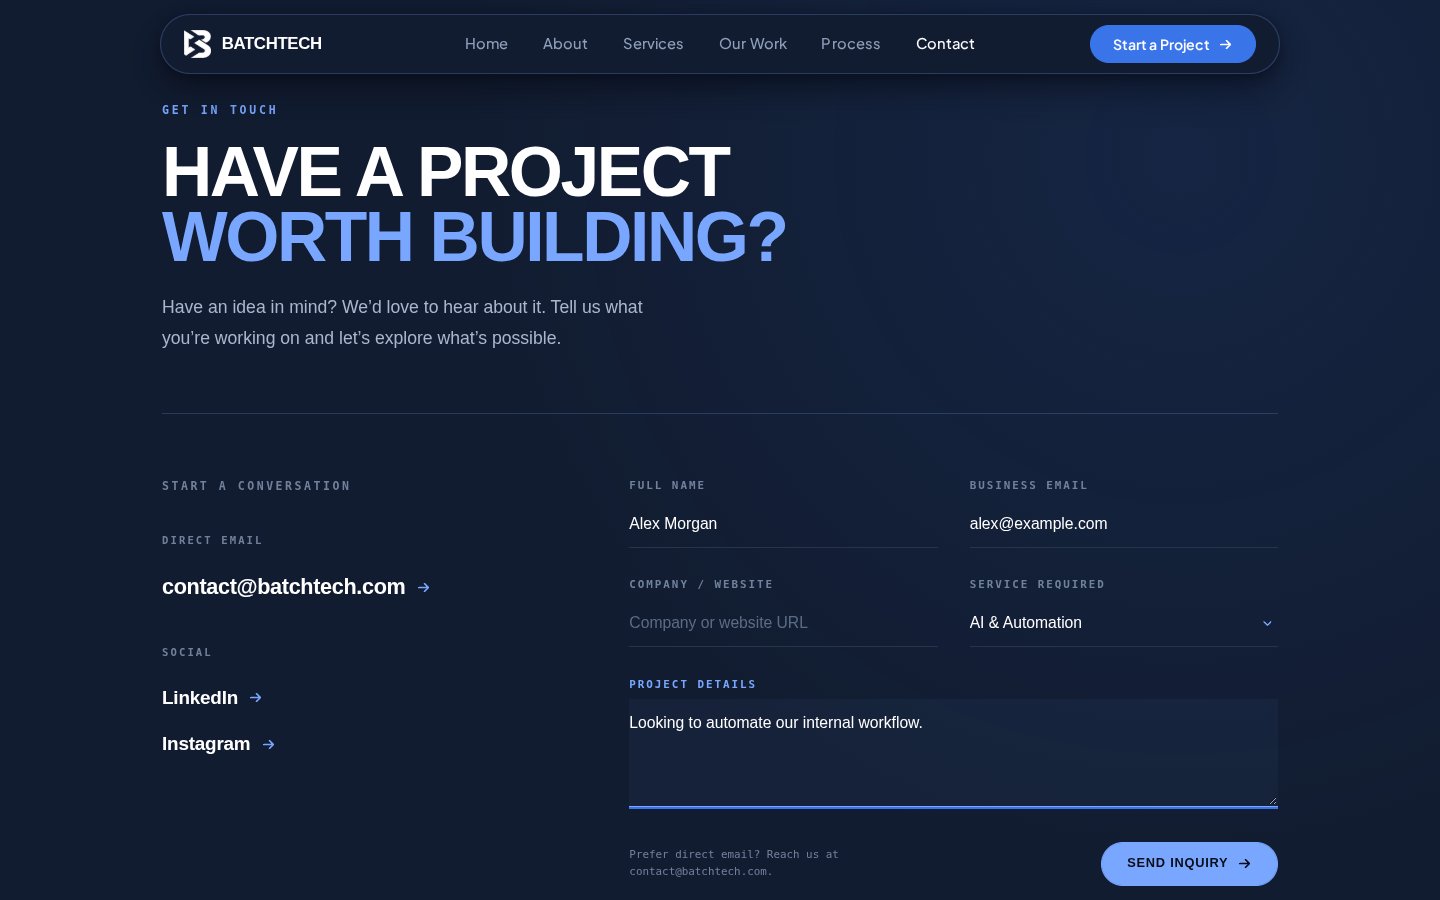 BATCHTECH
Home
About
Services
Our Work
Process
Contact
Start a Project
GET IN TOUCH
HAVE A PROJECT
WORTH BUILDING?
Have an idea in mind? We’d love to hear about it. Tell us what
you’re working on and let’s explore what’s possible.
START A CONVERSATION
DIRECT EMAIL
contact@batchtech.com
SOCIAL
LinkedIn
Instagram
FULL NAME
Alex Morgan
BUSINESS EMAIL
alex@example.com
COMPANY / WEBSITE
Company or website URL
SERVICE REQUIRED
AI & Automation
PROJECT DETAILS
Looking to automate our internal workflow.
Prefer direct email? Reach us at
contact@batchtech.com.
SEND INQUIRY